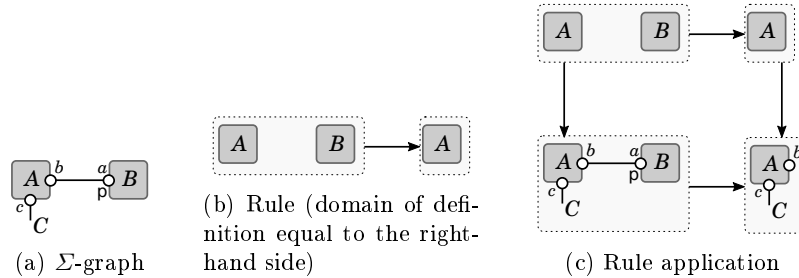 A
B
A
A
b
a
p
B
c
C
(a) Σ-graph
A
B
A
(b) Rule (domain of defi-
nition equal to the right-
hand side)
A
b
a
p
B
c
C
A
b
c
C
(c) Rule application